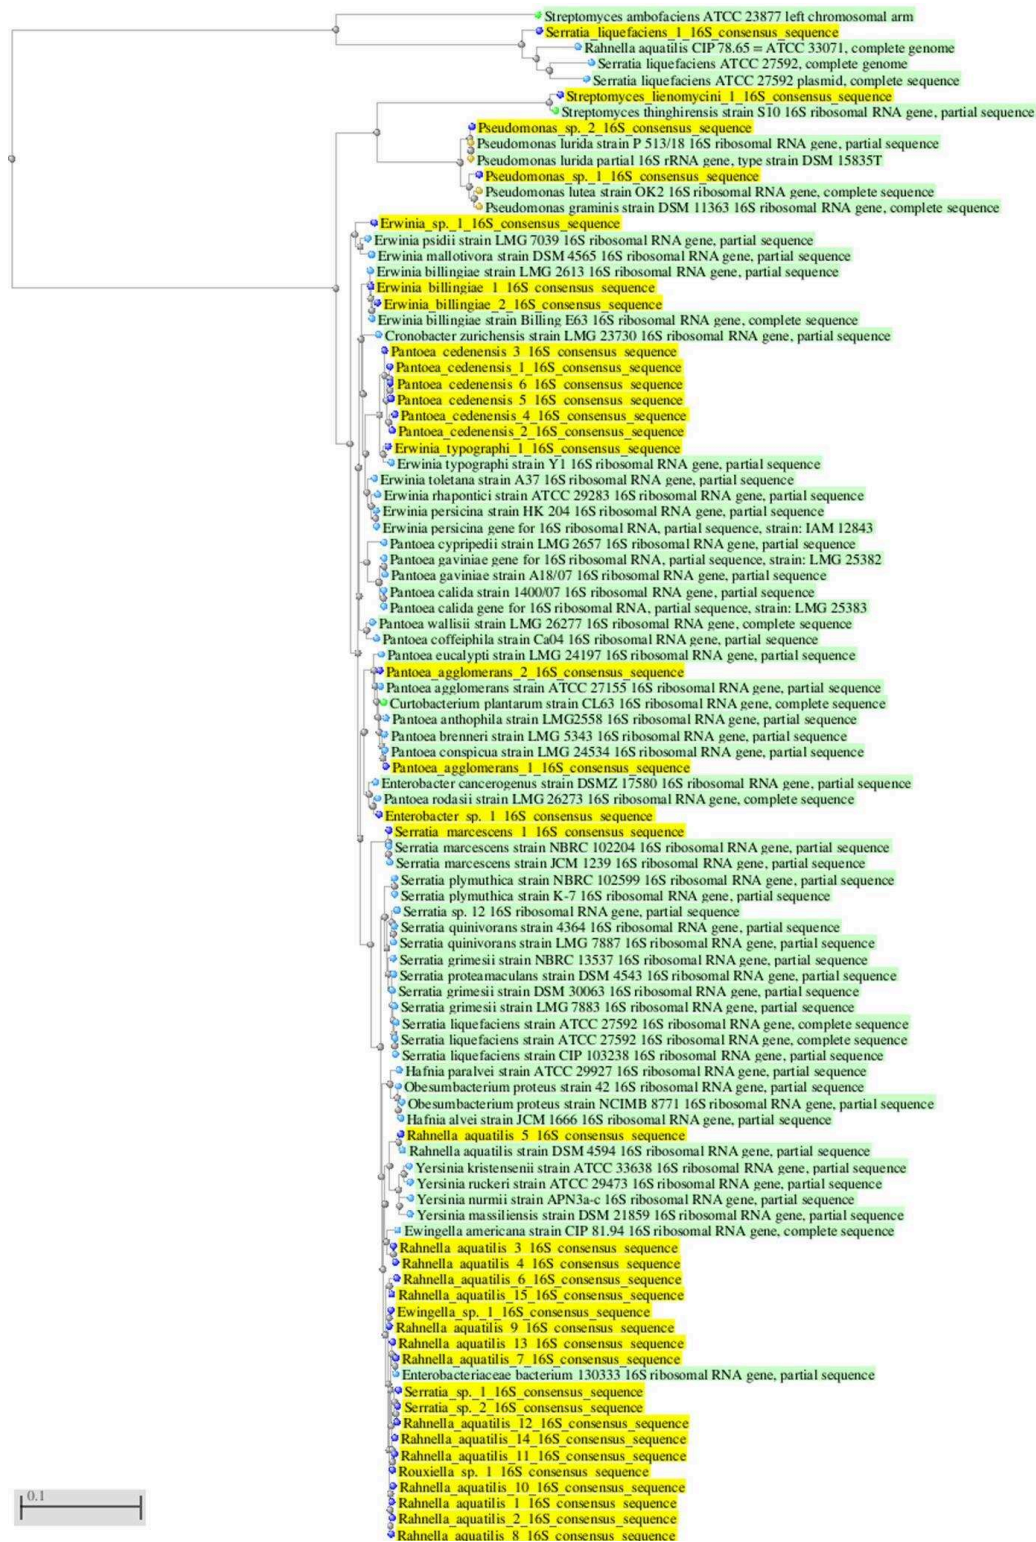 Streptomyces ambofaciens ATCC 23877 left chromosomal arm
Serratia_liquefaciens_1_16S_consensus_sequence
Rahnella aquatilis CIP 78.65 = ATCC 33071, complete genome
Serratia liquefaciens ATCC 27592, complete genome
Serratia liquefaciens ATCC 27592 plasmid, complete sequence
Streptomyces_lienomycini_1_16S_consensus_sequence
Streptomyces thinghirensis strain S10 16S ribosomal RNA gene, partial sequence
Pseudomonas_sp._2_16S_consensus_sequence
Pseudomonas lurida strain P 513/18 16S ribosomal RNA gene, partial sequence
Pseudomonas lurida partial 16S rRNA gene, type strain DSM 15835T
Pseudomonas_sp._1_16S_consensus_sequence
Pseudomonas lutea strain OK2 16S ribosomal RNA gene, complete sequence
Pseudomonas graminis strain DSM 11363 16S ribosomal RNA gene, complete sequence
Erwinia_sp._1_16S_consensus_sequence
Erwinia psidii strain LMG 7039 16S ribosomal RNA gene, partial sequence
Erwinia mallotivora strain DSM 4565 16S ribosomal RNA gene, partial sequence
Erwinia billingiae strain LMG 2613 16S ribosomal RNA gene, partial sequence
Erwinia_billingiae_1_16S_consensus_sequence
Erwinia_billingiae_2_16S_consensus_sequence
Erwinia billingiae strain Billing E63 16S ribosomal RNA gene, complete sequence
Cronobacter zurichensis strain LMG 23730 16S ribosomal RNA gene, partial sequence
Pantoea_cedenensis_3_16S_consensus_sequence
Pantoea_cedenensis_1_16S_consensus_sequence
Pantoea_cedenensis_6_16S_consensus_sequence
Pantoea_cedenensis_5_16S_consensus_sequence
Pantoea_cedenensis_4_16S_consensus_sequence
Pantoea_cedenensis_2_16S_consensus_sequence
Erwinia_typographi_1_16S_consensus_sequence
Erwinia typographi strain Y1 16S ribosomal RNA gene, partial sequence
Erwinia toletana strain A37 16S ribosomal RNA gene, partial sequence
Erwinia rhapontici strain ATCC 29283 16S ribosomal RNA gene, partial sequence
Erwinia persicina strain HK 204 16S ribosomal RNA gene, partial sequence
Erwinia persicina gene for 16S ribosomal RNA, partial sequence, strain: IAM 12843
Pantoea cypripedii strain LMG 2657 16S ribosomal RNA gene, partial sequence
Pantoea gaviniae gene for 16S ribosomal RNA, partial sequence, strain: LMG 25382
Pantoea gaviniae strain A18/07 16S ribosomal RNA gene, partial sequence
Pantoea calida strain 1400/07 16S ribosomal RNA gene, partial sequence
Pantoea calida gene for 16S ribosomal RNA, partial sequence, strain: LMG 25383
Pantoea wallisii strain LMG 26277 16S ribosomal RNA gene, complete sequence
Pantoea coffeiphila strain Ca04 16S ribosomal RNA gene, partial sequence
Pantoea eucalypti strain LMG 24197 16S ribosomal RNA gene, partial sequence
Pantoea_agglomerans_2_16S_consensus_sequence
Pantoea agglomerans strain ATCC 27155 16S ribosomal RNA gene, partial sequence
Curtobacterium plantarum strain CL63 16S ribosomal RNA gene, complete sequence
Pantoea anthophila strain LMG2558 16S ribosomal RNA gene, partial sequence
Pantoea brenneri strain LMG 5343 16S ribosomal RNA gene, partial sequence
Pantoea conspicua strain LMG 24534 16S ribosomal RNA gene, partial sequence
Pantoea_agglomrans_1_16S_consensus_sequence
Enterobacter cancerogenus strain DSMZ 17580 16S ribosomal RNA gene, partial sequence
Pantoea rodasii strain LMG 26273 16S ribosomal RNA gene, complete sequence
Enterobacter_sp._1_16S_consensus_sequence
Serratia_marcescens_1_16S_consensus_sequence
Serratia marcescens strain NBRC 102204 16S ribosomal RNA gene, partial sequence
Serratia marcescens strain JCM 1239 16S ribosomal RNA gene, partial sequence
Serratia plymuthica strain NBRC 102599 16S ribosomal RNA gene, partial sequence
Serratia plymuthica strain K-7 16S ribosomal RNA gene, partial sequence
Serratia sp. 12 16S ribosomal RNA gene, partial sequence
Serratia quinivorans strain 4364 16S ribosomal RNA gene, partial sequence
Serratia quinivorans strain LMG 7887 16S ribosomal RNA gene, partial sequence
Serratia grimesii strain NBRC 13537 16S ribosomal RNA gene, partial sequence
Serratia proteamaculans strain DSM 4543 16S ribosomal RNA gene, partial sequence
Serratia grimesii strain DSM 30063 16S ribosomal RNA gene, partial sequence
Serratia grimesii strain LMG 7883 16S ribosomal RNA gene, partial sequence
Serratia liquefaciens strain ATCC 27592 16S ribosomal RNA gene, complete sequence
Serratia liquefaciens strain ATCC 27592 16S ribosomal RNA gene, complete sequence
Serratia liquefaciens strain CIP 103238 16S ribosomal RNA gene, partial sequence
Hafnia paralvei strain ATCC 29927 16S ribosomal RNA gene, partial sequence
Obesumbacterium proteus strain 42 16S ribosomal RNA gene, partial sequence
Obesumbacterium proteus strain NCIMB 8771 16S ribosomal RNA gene, partial sequence
Hafnia alvei strain JCM 1666 16S ribosomal RNA gene, partial sequence
Rahnella_aquatilis_5_16S_consensus_sequence
Rahnella aquatilis strain DSM 4594 16S ribosomal RNA gene, partial sequence
Yersinia kristensenii strain ATCC 33638 16S ribosomal RNA gene, partial sequence
Yersinia ruckeri strain ATCC 29473 16S ribosomal RNA gene, partial sequence
Yersinia nurmii strain APN3a-c 16S ribosomal RNA gene, partial sequence
Yersinia massiliensis strain DSM 21859 16S ribosomal RNA gene, partial sequence
Ewingella americana strain CIP 81.94 16S ribosomal RNA gene, complete sequence
Rahnella_aquatilis_3_16S_consensus_sequence
Rahnella_aquatilis_4_16S_consensus_sequence
Rahnella_aquatilis_6_16S_consensus_sequence
Rahnella_aquatilis_15_16S_consensus_sequence
Ewingella_sp._1_16S_consensus_sequence
Rahnella_aquatilis_9_16S_consensus_sequence
Rahnella_aquatilis_13_16S_consensus_sequence
Rahnella_aquatilis_7_16S_consensus_sequence
Enterobacteriaceae bacterium 130333 16S ribosomal RNA gene, partial sequence
Serratia_sp._1_16S_consensus_sequence
Serratia_sp._2_16S_consensus_sequence
Rahnella_aquatilis_12_16S_consensus_sequence
Rahnella_aquatilis_14_16S_consensus_sequence
Rahnella_aquatilis_11_16S_consensus_sequence
Rouxiella_sp._1_16S_consensus_sequence
Rahnella_aquatilis_10_16S_consensus_sequence
Rahnella_aquatilis_1_16S_consensus_sequence
Rahnella_aquatilis_2_16S_consensus_sequence
Rahnella_aquatilis_8_16S_consensus_sequence
0.1